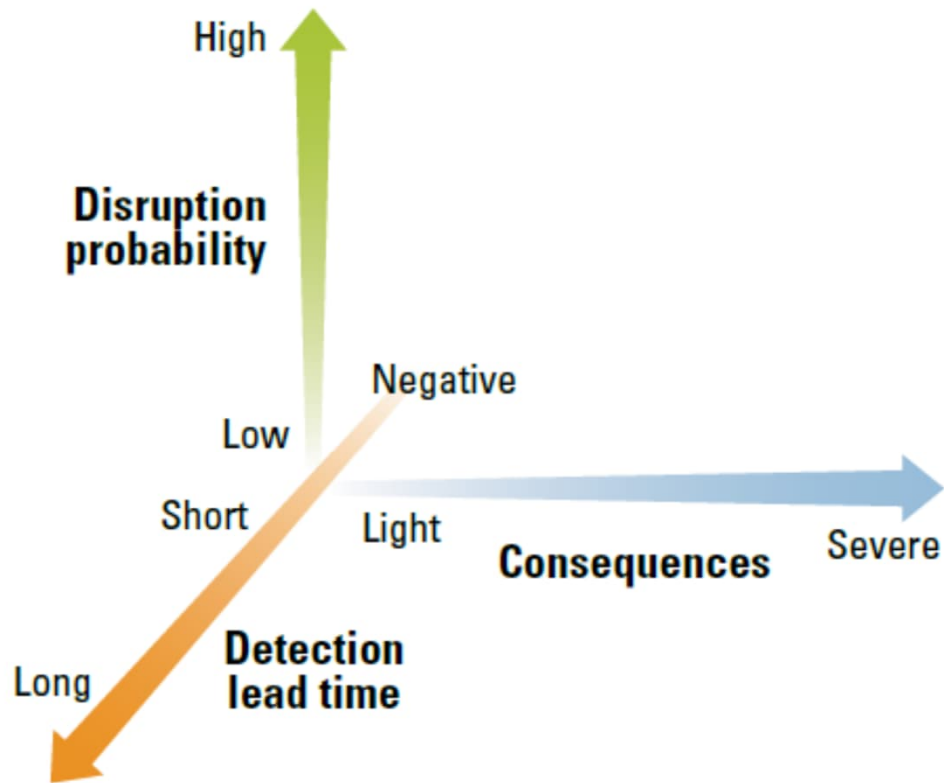 High
Disruption
probability
Negative
Low
Short
Light
Consequences
Severe
Detection
lead time
Long